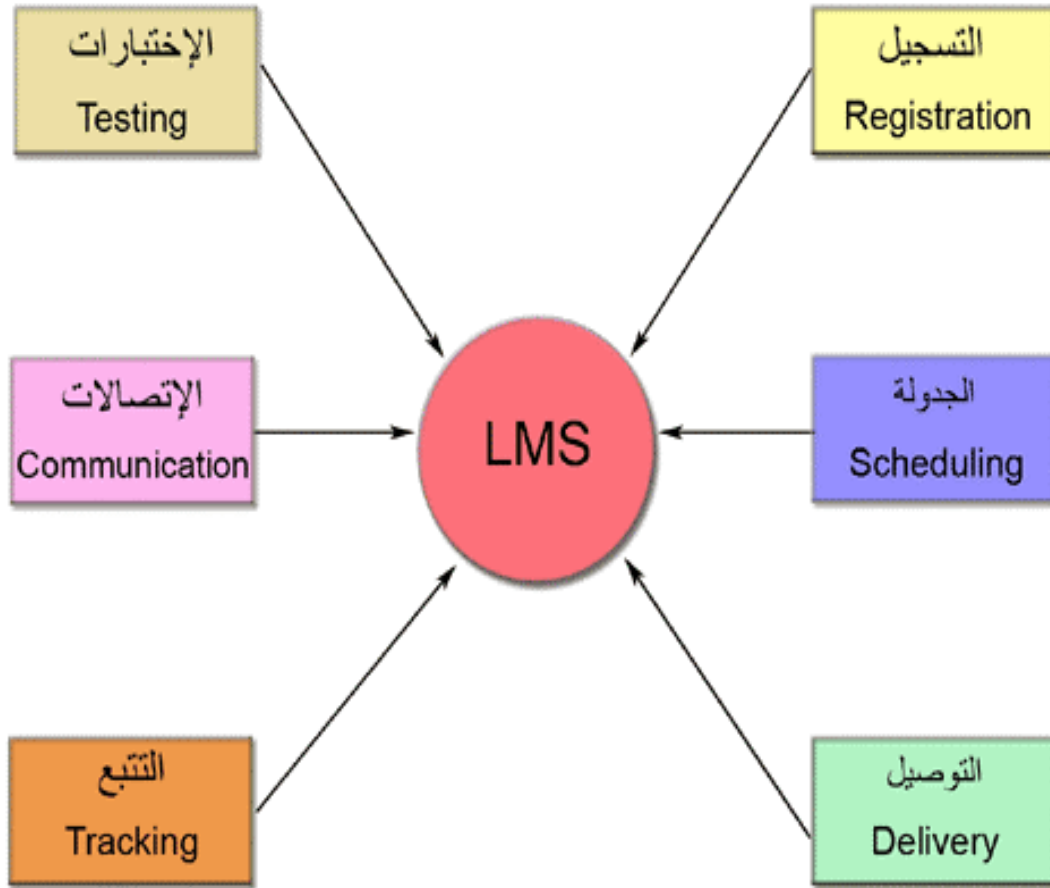 الإختبارات
Testing
التسجيل
Registration
الإتصالات
Communication
LMS
الجدولة
Scheduling
التتبع
Tracking
التوصيل
Delivery